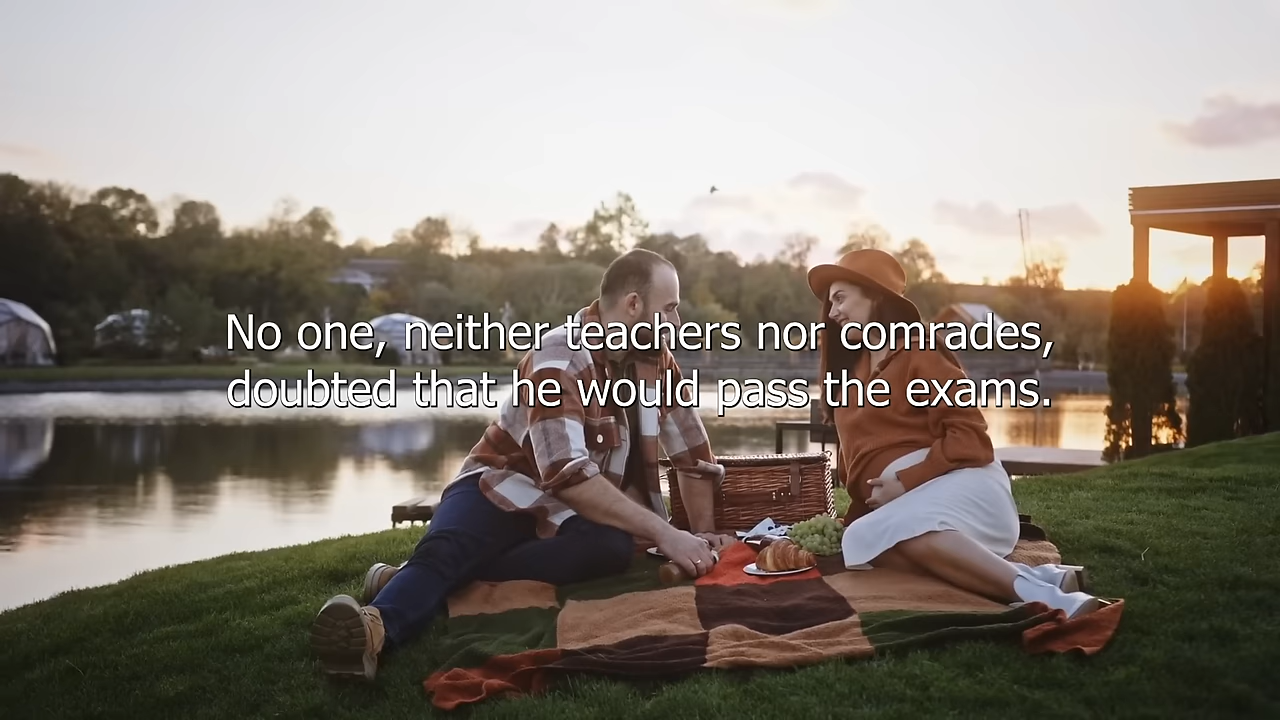 No one, neither teachers nor comrades,
doubted that he would pass the exams.